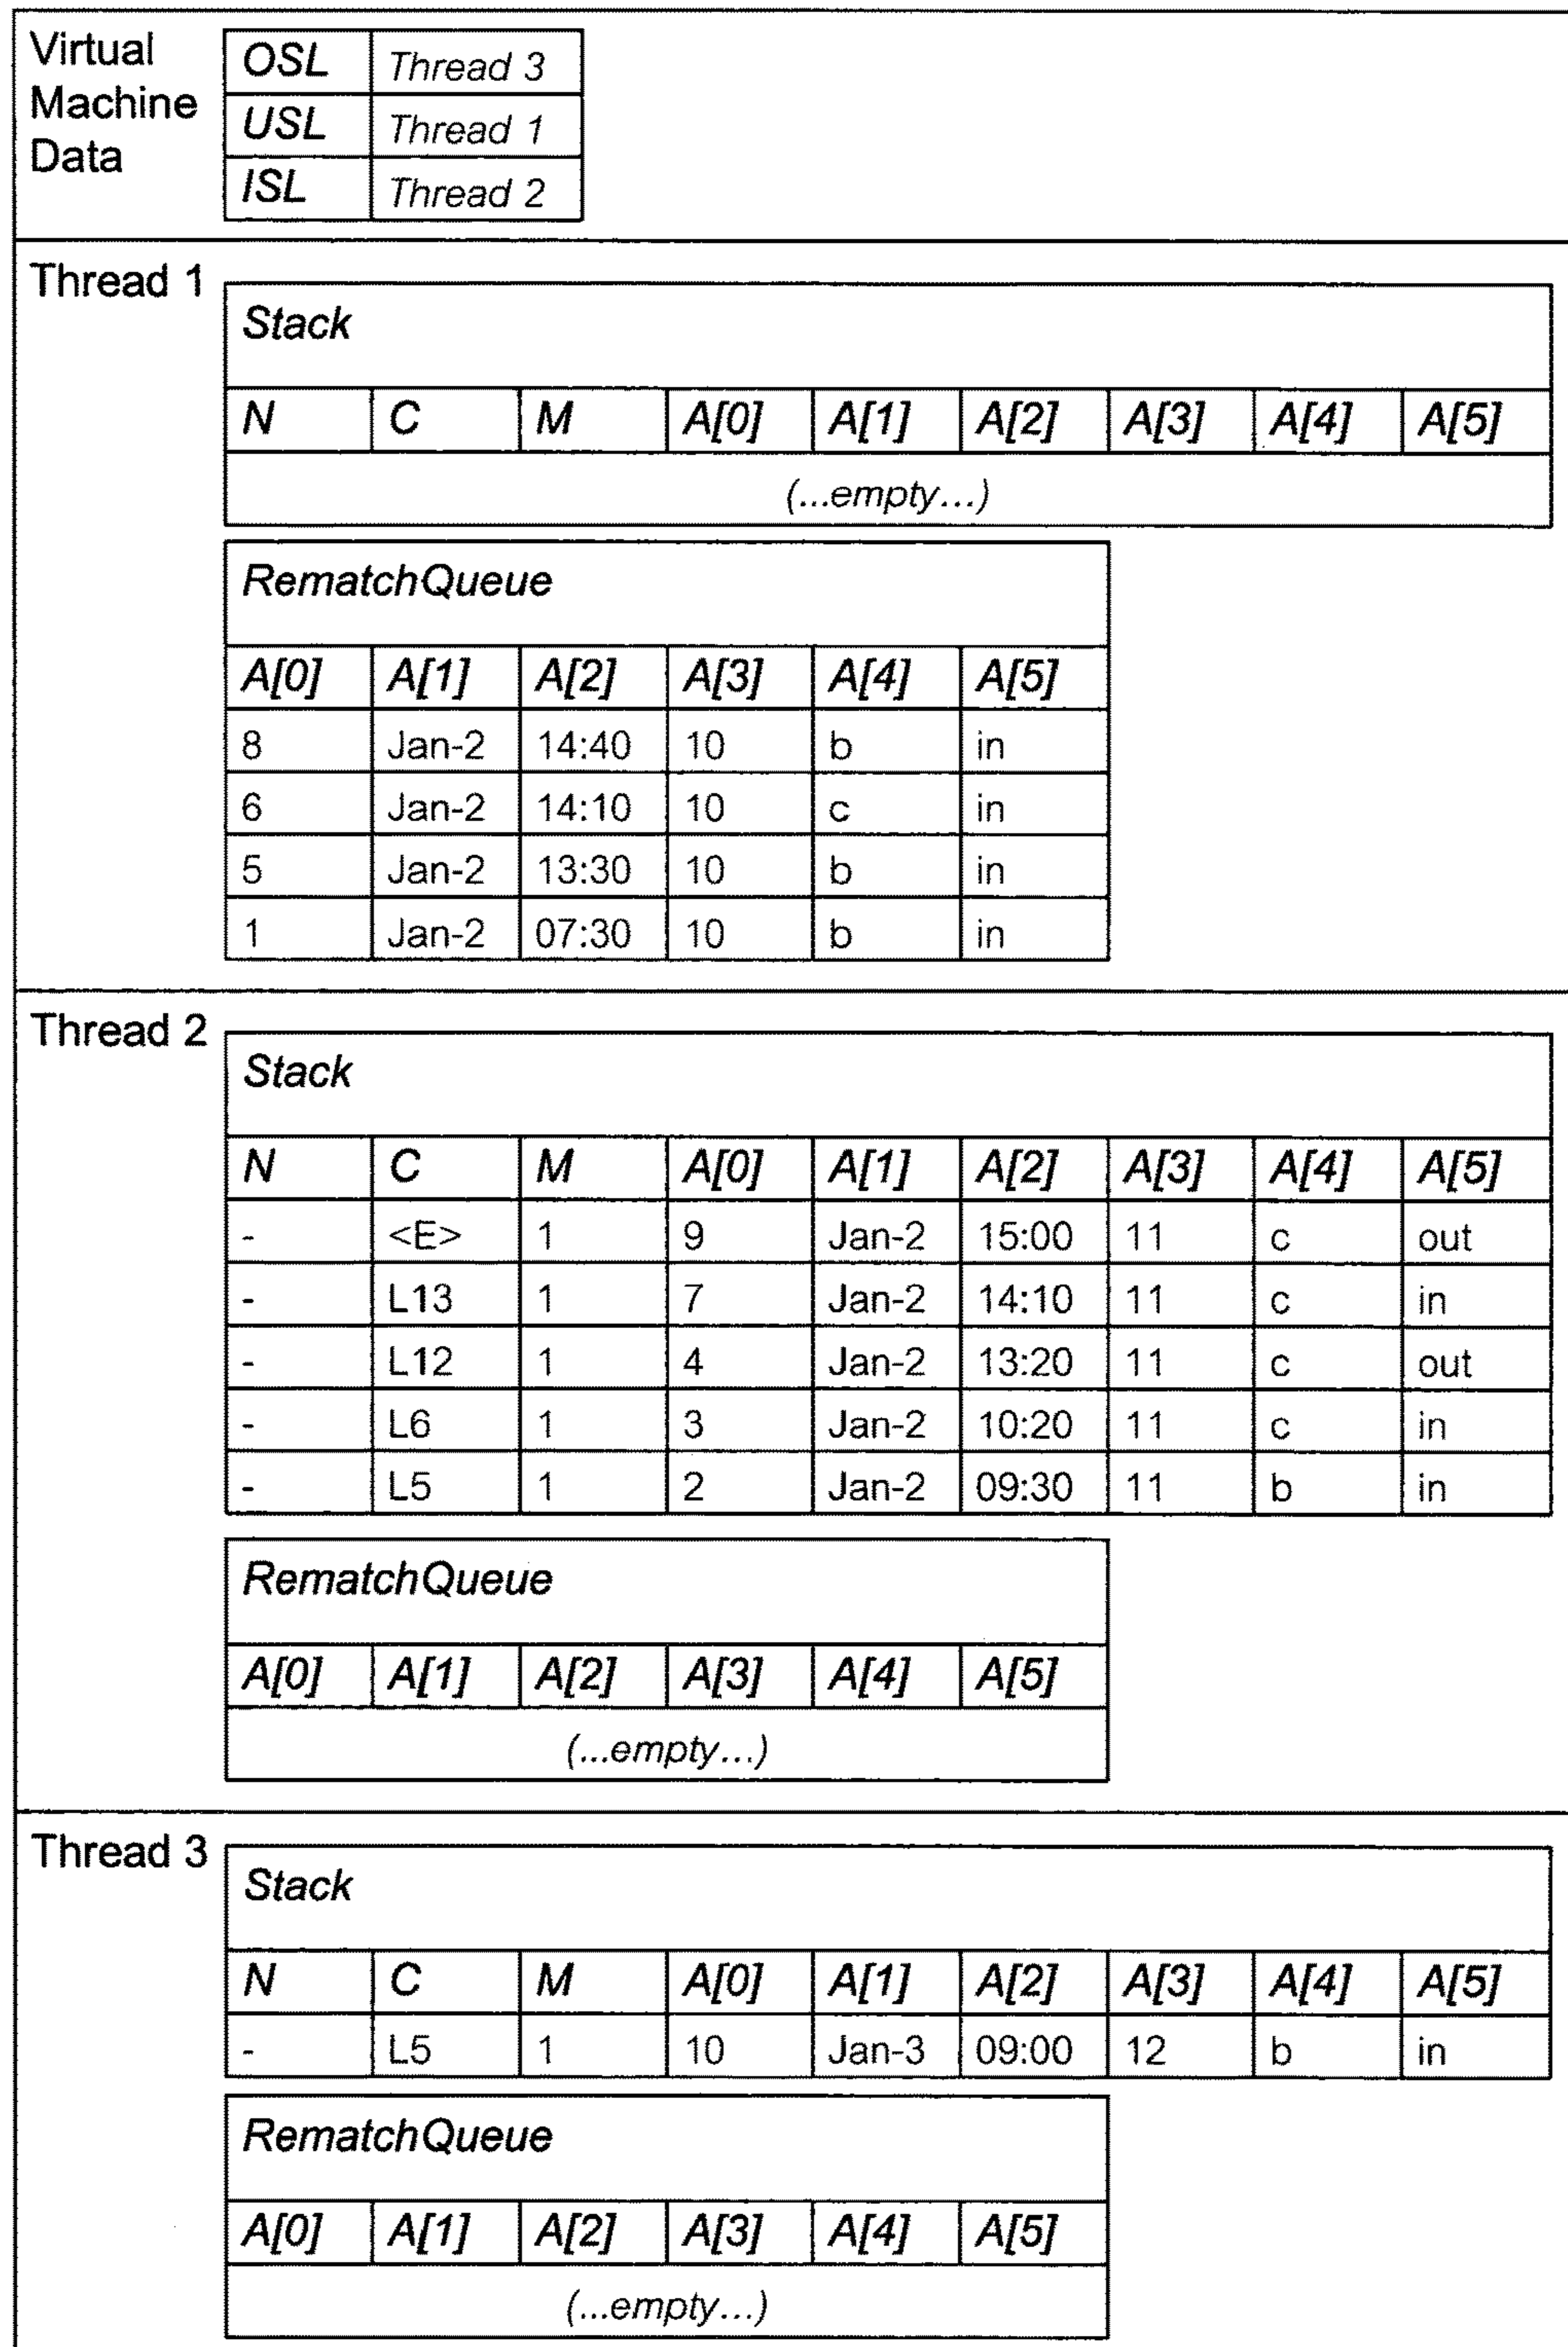 Virtual Machine Data
OSL Thread 3
USL Thread 1
ISL Thread 2
Thread 1
Stack
N C M A[0] A[1] A[2] A[3] A[4] A[5]
(...empty...)
RematchQueue
A[0] A[1] A[2] A[3] A[4] A[5]
8 Jan-2 14:40 10 b in
6 Jan-2 14:10 10 c in
5 Jan-2 13:30 10 b in
1 Jan-2 07:30 10 b in
Thread 2
Stack
N C M A[0] A[1] A[2] A[3] A[4] A[5]
- <E> 1 9 Jan-2 15:00 11 c out
- L13 1 7 Jan-2 14:10 11 c in
- L12 1 4 Jan-2 13:20 11 c out
- L6 1 3 Jan-2 10:20 11 c in
- L5 1 2 Jan-2 09:30 11 b in
RematchQueue
A[0] A[1] A[2] A[3] A[4] A[5]
(...empty...)
Thread 3
Stack
N C M A[0] A[1] A[2] A[3] A[4] A[5]
- L5 1 10 Jan-3 09:00 12 b in
RematchQueue
A[0] A[1] A[2] A[3] A[4] A[5]
(...empty...)